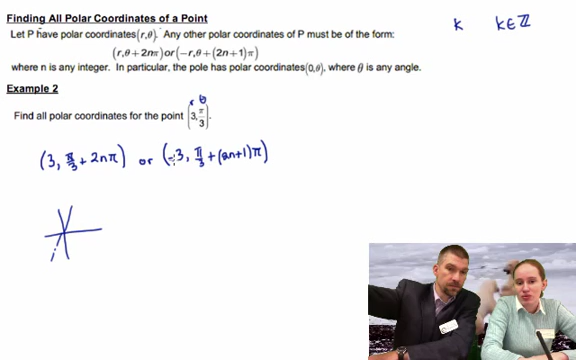 Finding All Polar Coordinates of a Point
Let P have polar coordinates (r,θ). Any other polar coordinates of P must be of the form:
(r,θ+2nπ) or (−r,θ+(2n+1)π)
where n is any integer. In particular, the pole has polar coordinates (0,θ), where θ is any angle.
k k∈ℤ
Example 2
r θ
Find all polar coordinates for the point (3, π/3).
(3, π/3 + 2nπ) or (-3, π/3 + (2n+1)π)